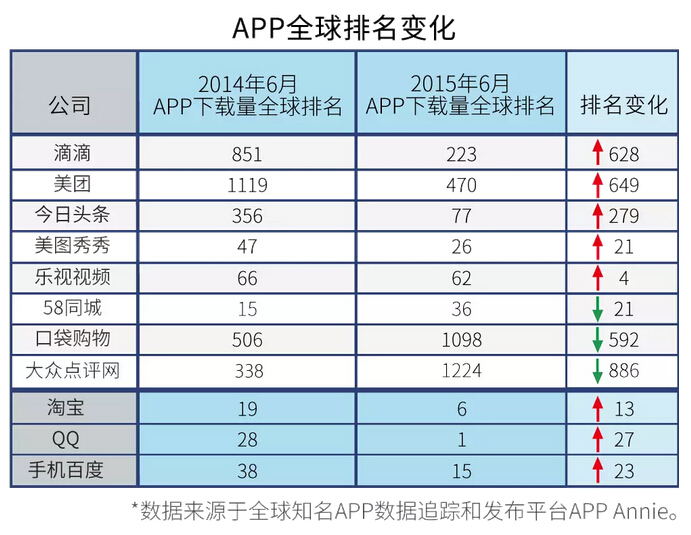 APP全球排名变化
公司 2014年6月 APP下载量全球排名 2015年6月 APP下载量全球排名 排名变化
滴滴 851 223 628
美团 1119 470 649
今日头条 356 77 279
美图秀秀 47 26 21
乐视视频 66 62 4
58同城 15 36 21
口袋购物 506 1098 592
大众点评网 338 1224 886
淘宝 19 6 13
QQ 28 1 27
手机百度 38 15 23
*数据来源于全球知名APP数据追踪和发布平台APP Annie。